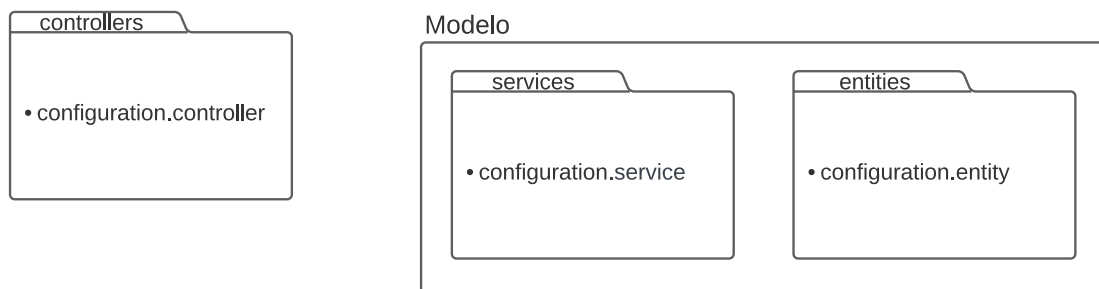 controllers
• configuration.controller
Modelo
services
• configuration.service
entities
• configuration.entity